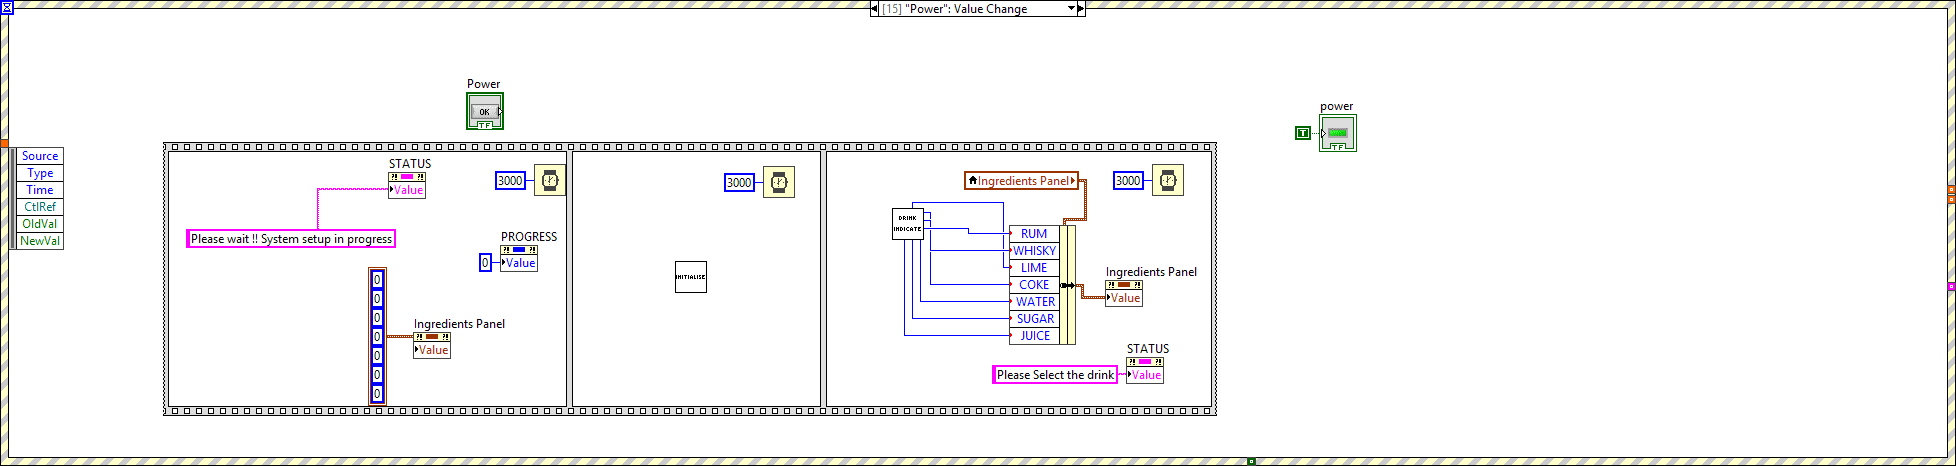 [15] "Power": Value Change
Power
OK
TF
power
T
TF
Source
Type
Time
CtlRef
OldVal
NewVal
STATUS
Value
3000
Please wait !! System setup in progress
PROGRESS
0
Value
0
0
0
0
0
0
0
Ingredients Panel
Value
3000
INITIALISE
Ingredients Panel
3000
DRINK
INDICATE
RUM
WHISKY
LIME
COKE
WATER
SUGAR
JUICE
Ingredients Panel
Value
STATUS
Please Select the drink
Value